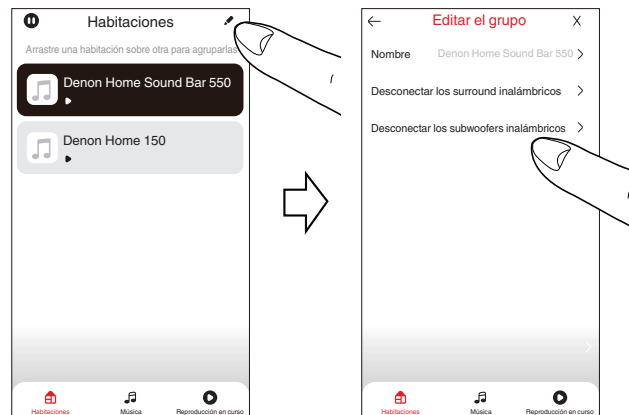 Habitaciones
Arrastre una habitación sobre otra para agruparlas
Denon Home Sound Bar 550
Denon Home 150
Habitaciones
Música
Reproducción en curso
Editar el grupo
X
Nombre
Denon Home Sound Bar 550
Desconectar los surround inalámbricos
Desconectar los subwoofers inalámbricos
Habitaciones
Música
Reproducción en curso